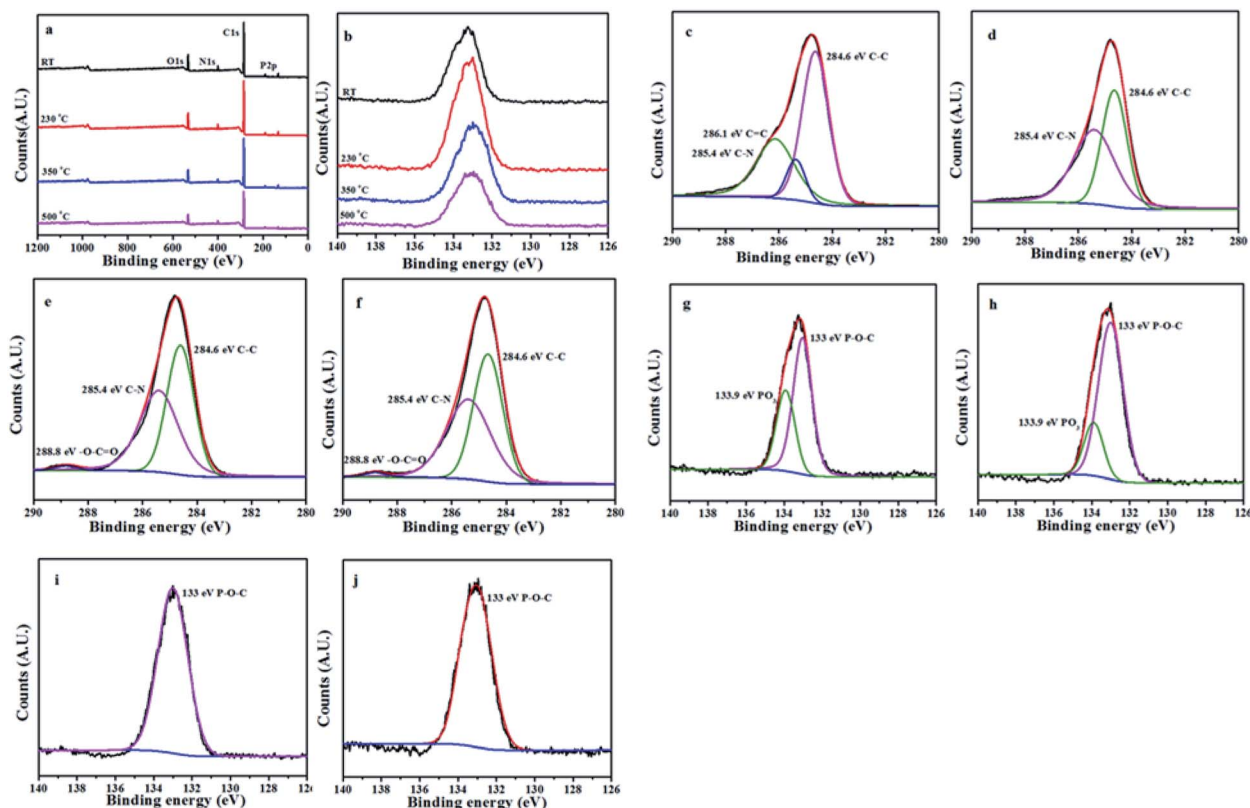 a
C1s
O1s N1s P2p
RT
230 °C
350 °C
500 °C
Counts(A.U.)
1200 1000 800 600 400 200 0
Binding energy (eV)
b
RT
230 °C
350 °C
500 °C
Counts(A.U.)
140 138 136 134 132 130 128 126
Binding energy (eV)
c
284.6 eV C-C
286.1 eV C=C
285.4 eV C-N
Counts (A.U.)
290 288 286 284 282 280
Binding energy (eV)
d
284.6 eV C-C
285.4 eV C-N
Counts (A.U.)
290 288 286 284 282 280
Binding energy (eV)
e
284.6 eV C-C
285.4 eV C-N
288.8 eV -O-C=O
Counts (A.U.)
290 288 286 284 282 280
Binding energy (eV)
f
284.6 eV C-C
285.4 eV C-N
288.8 eV -O-C=O
Counts (A.U.)
290 288 286 284 282 280
Binding energy (eV)
g
133 eV P-O-C
133.9 eV PO3
Counts (A.U.)
140 138 136 134 132 130 128 126
Binding energy (eV)
h
133 eV P-O-C
133.9 eV PO3
Counts (A.U.)
140 138 136 134 132 130 128 126
Binding energy (eV)
i
133 eV P-O-C
Counts (A.U.)
140 138 136 134 132 130 128 126
Binding energy (eV)
j
133 eV P-O-C
Counts (A.U.)
140 138 136 134 132 130 128 126
Binding energy (eV)